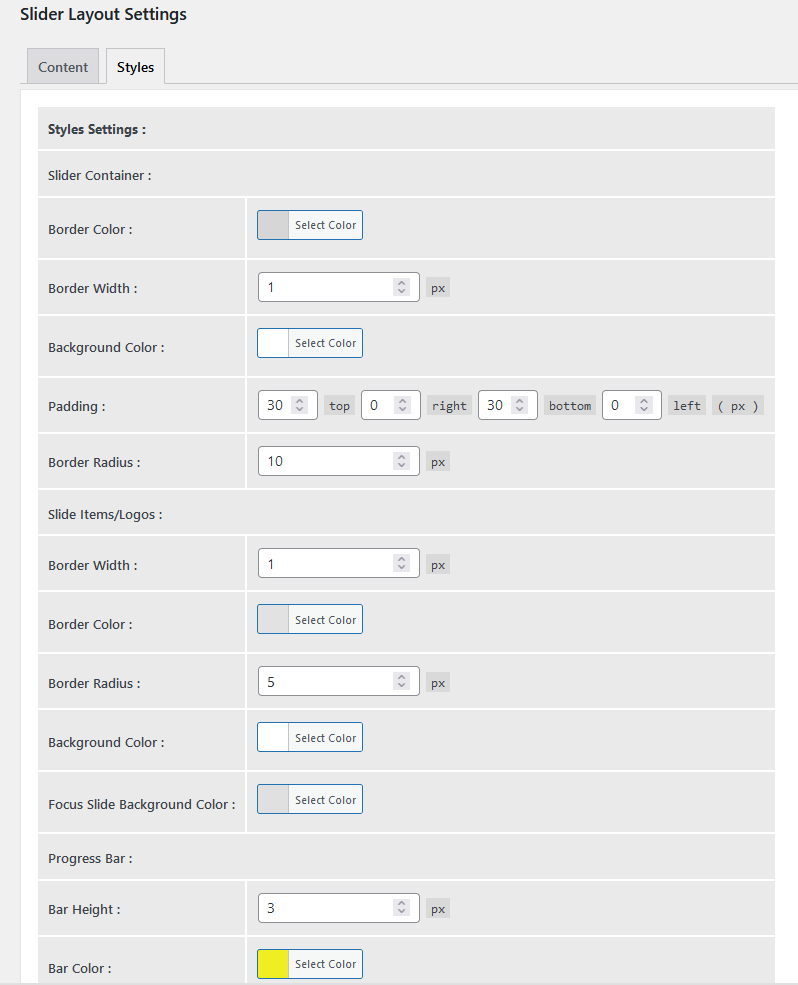 Slider Layout Settings
Content Styles
Styles Settings :
Slider Container :
Border Color : Select Color
Border Width : 1 px
Background Color : Select Color
Padding : 30 top 0 right 30 bottom 0 left ( px )
Border Radius : 10 px
Slide Items/Logos :
Border Width : 1 px
Border Color : Select Color
Border Radius : 5 px
Background Color : Select Color
Focus Slide Background Color : Select Color
Progress Bar :
Bar Height : 3 px
Bar Color : Select Color